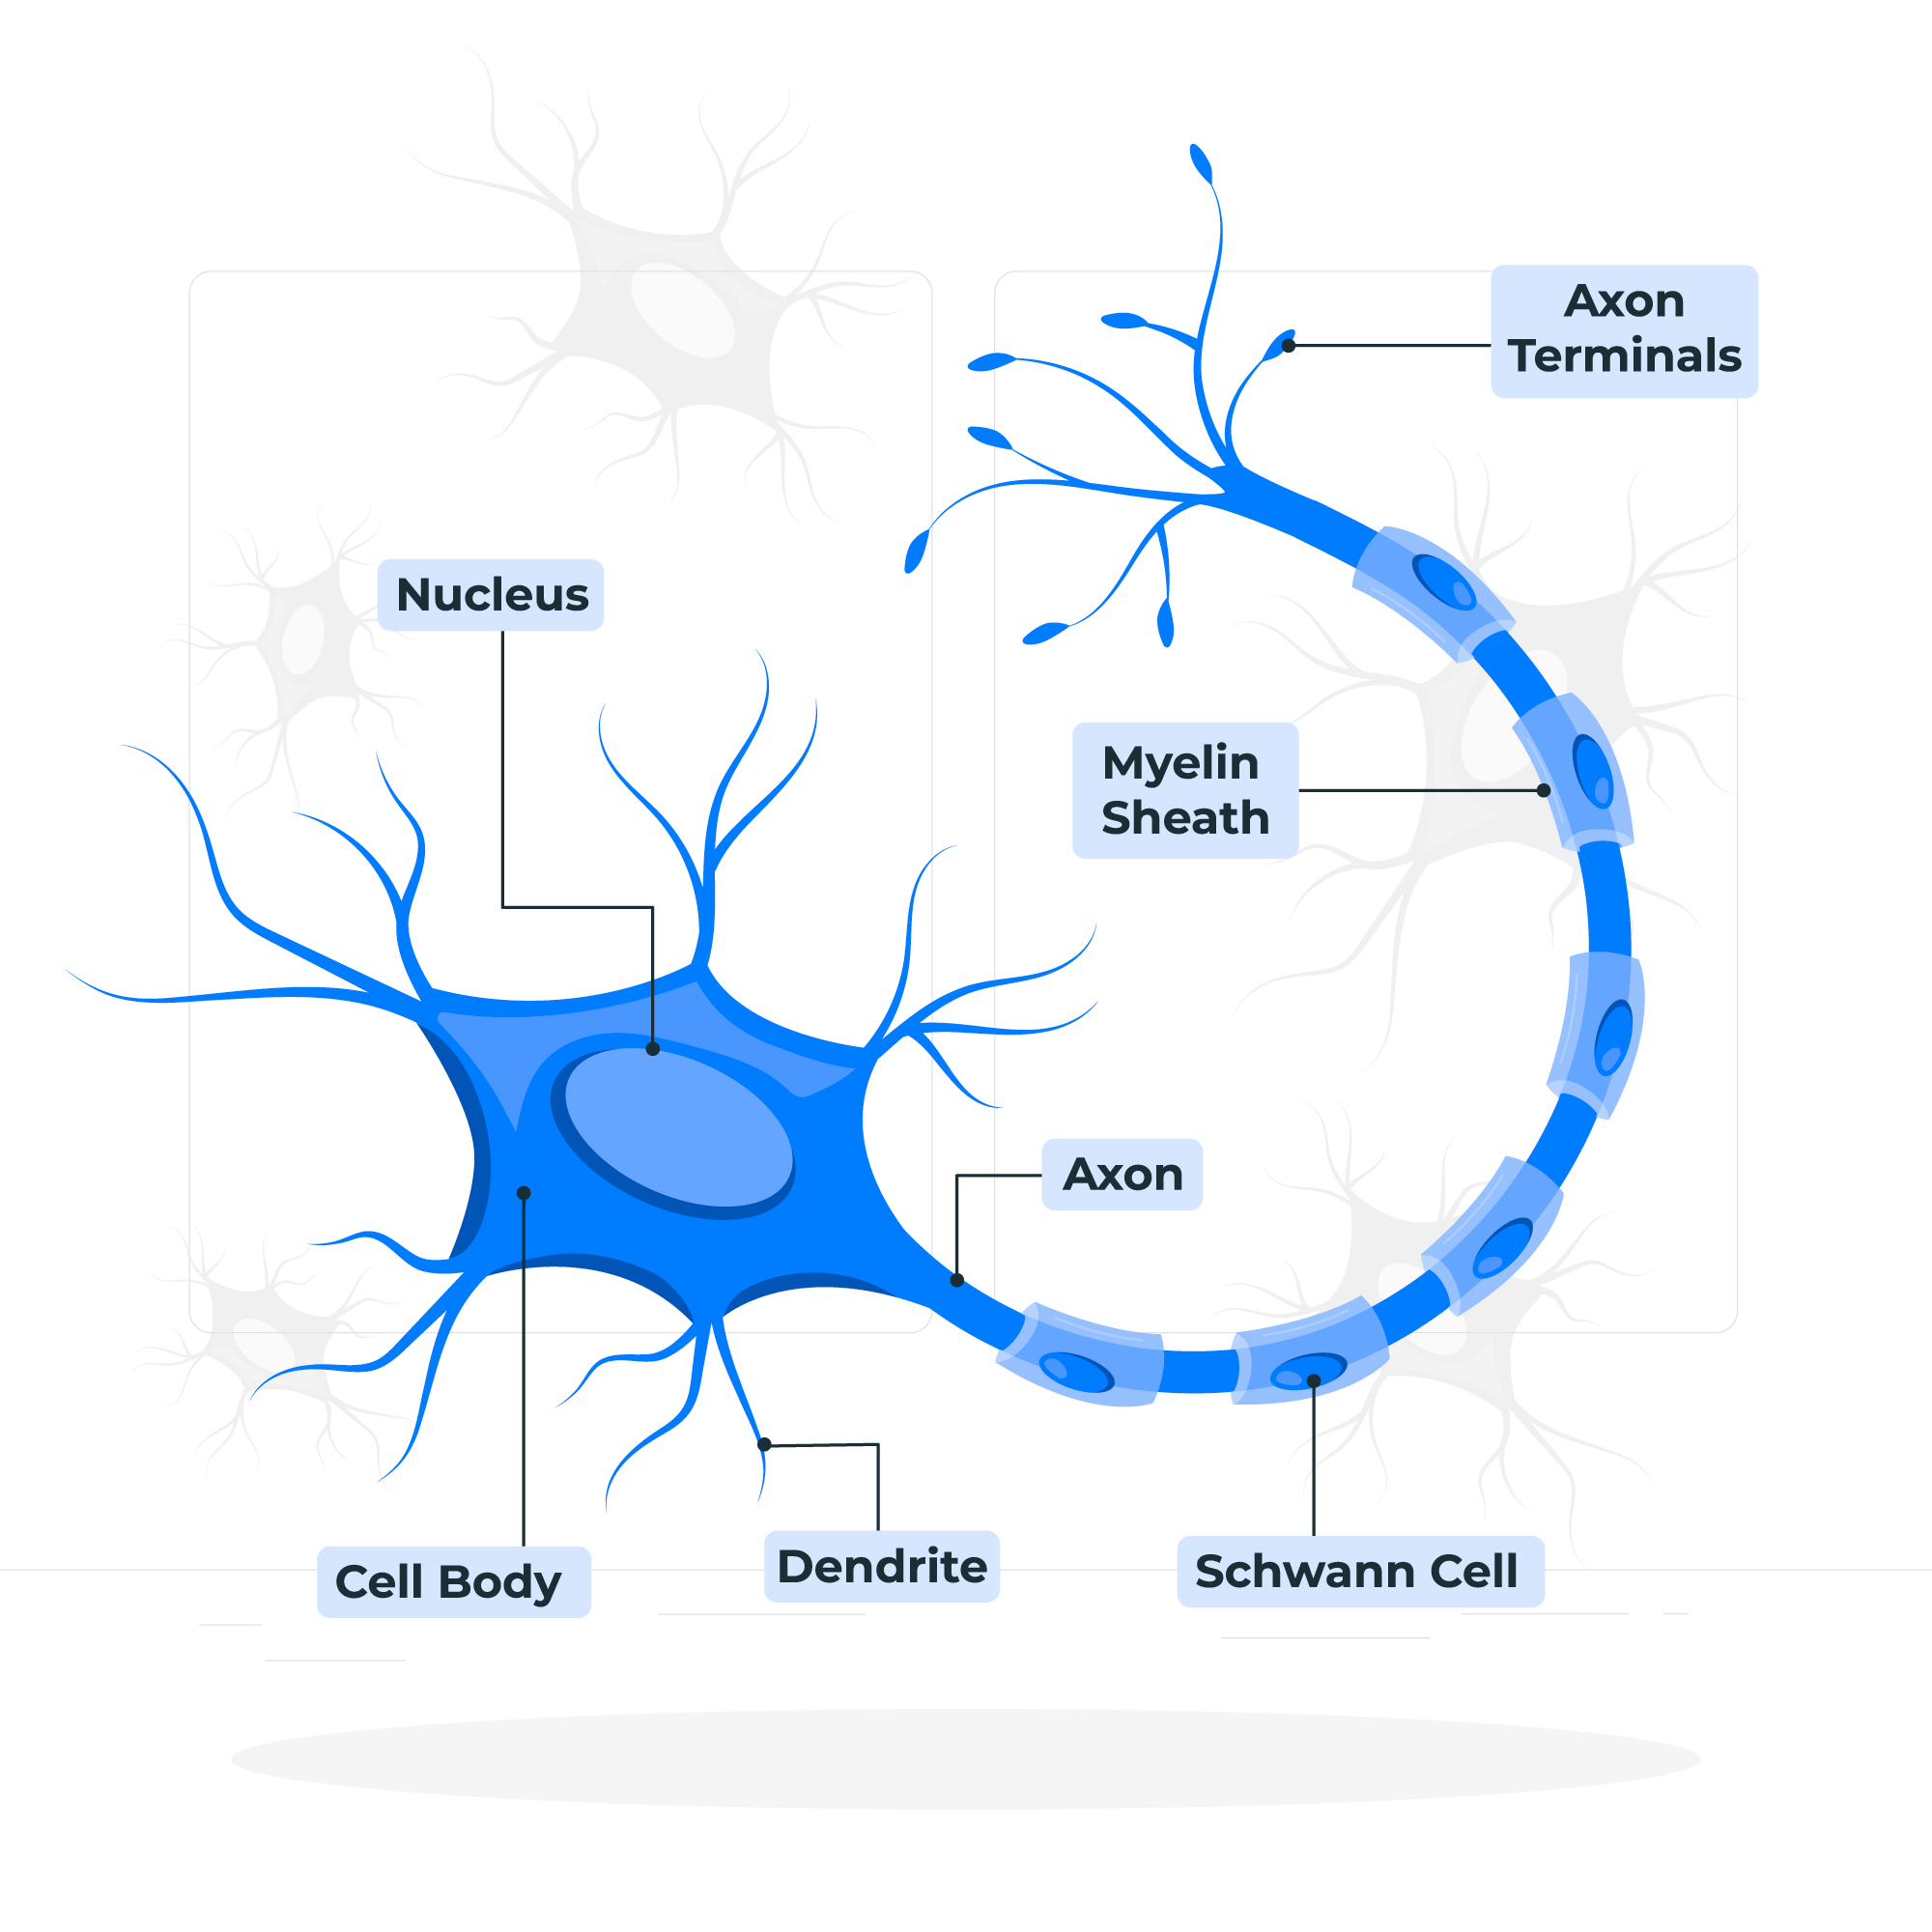 Axon
Terminals
Nucleus
Myelin
Sheath
Axon
Cell Body
Dendrite
Schwann Cell